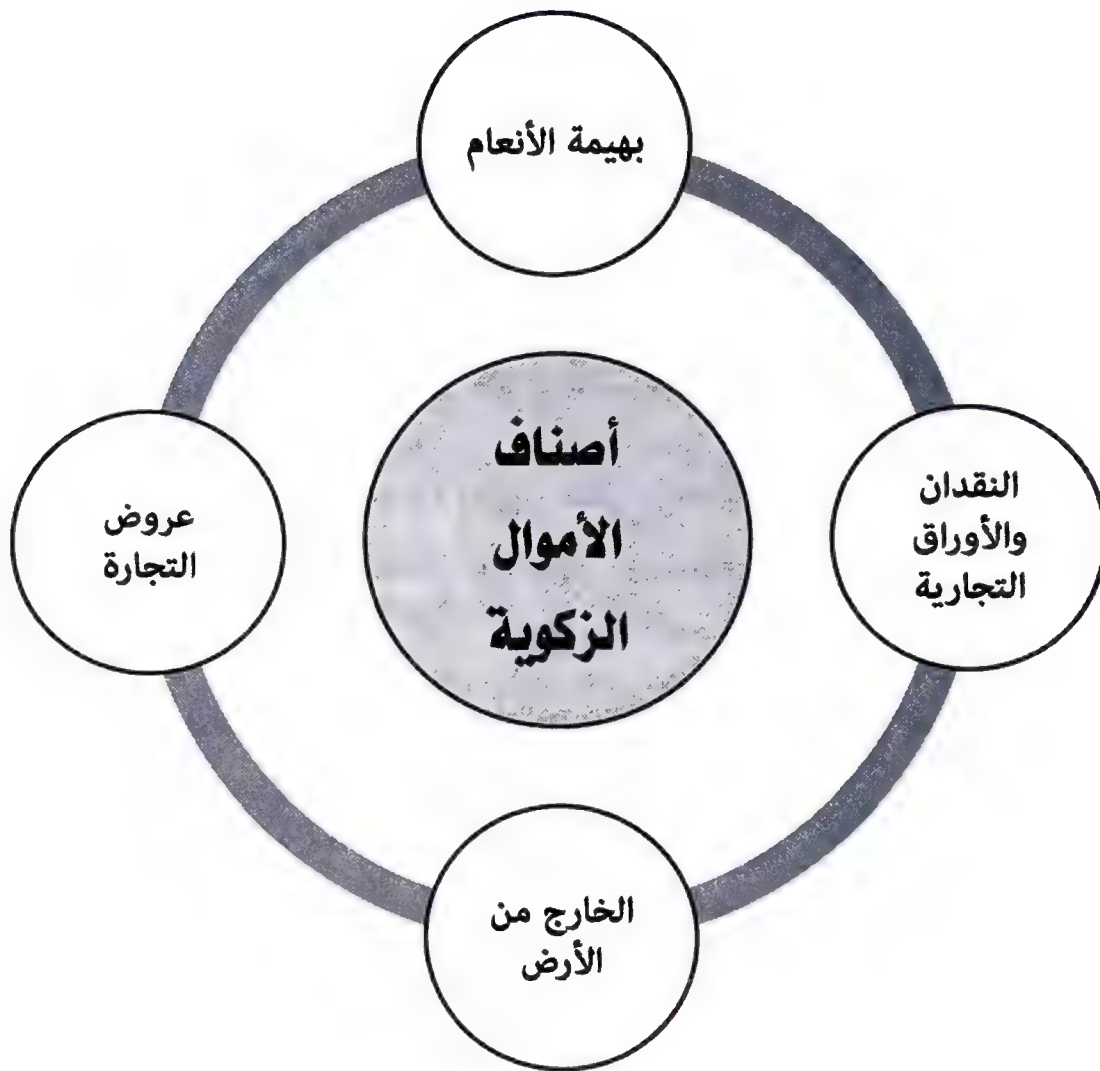 بهيمة الأنعام
أصناف
الأموال
الزكوية
النقدان
والأوراق
التجارية
عروض
التجارة
الخارج من
الأرض